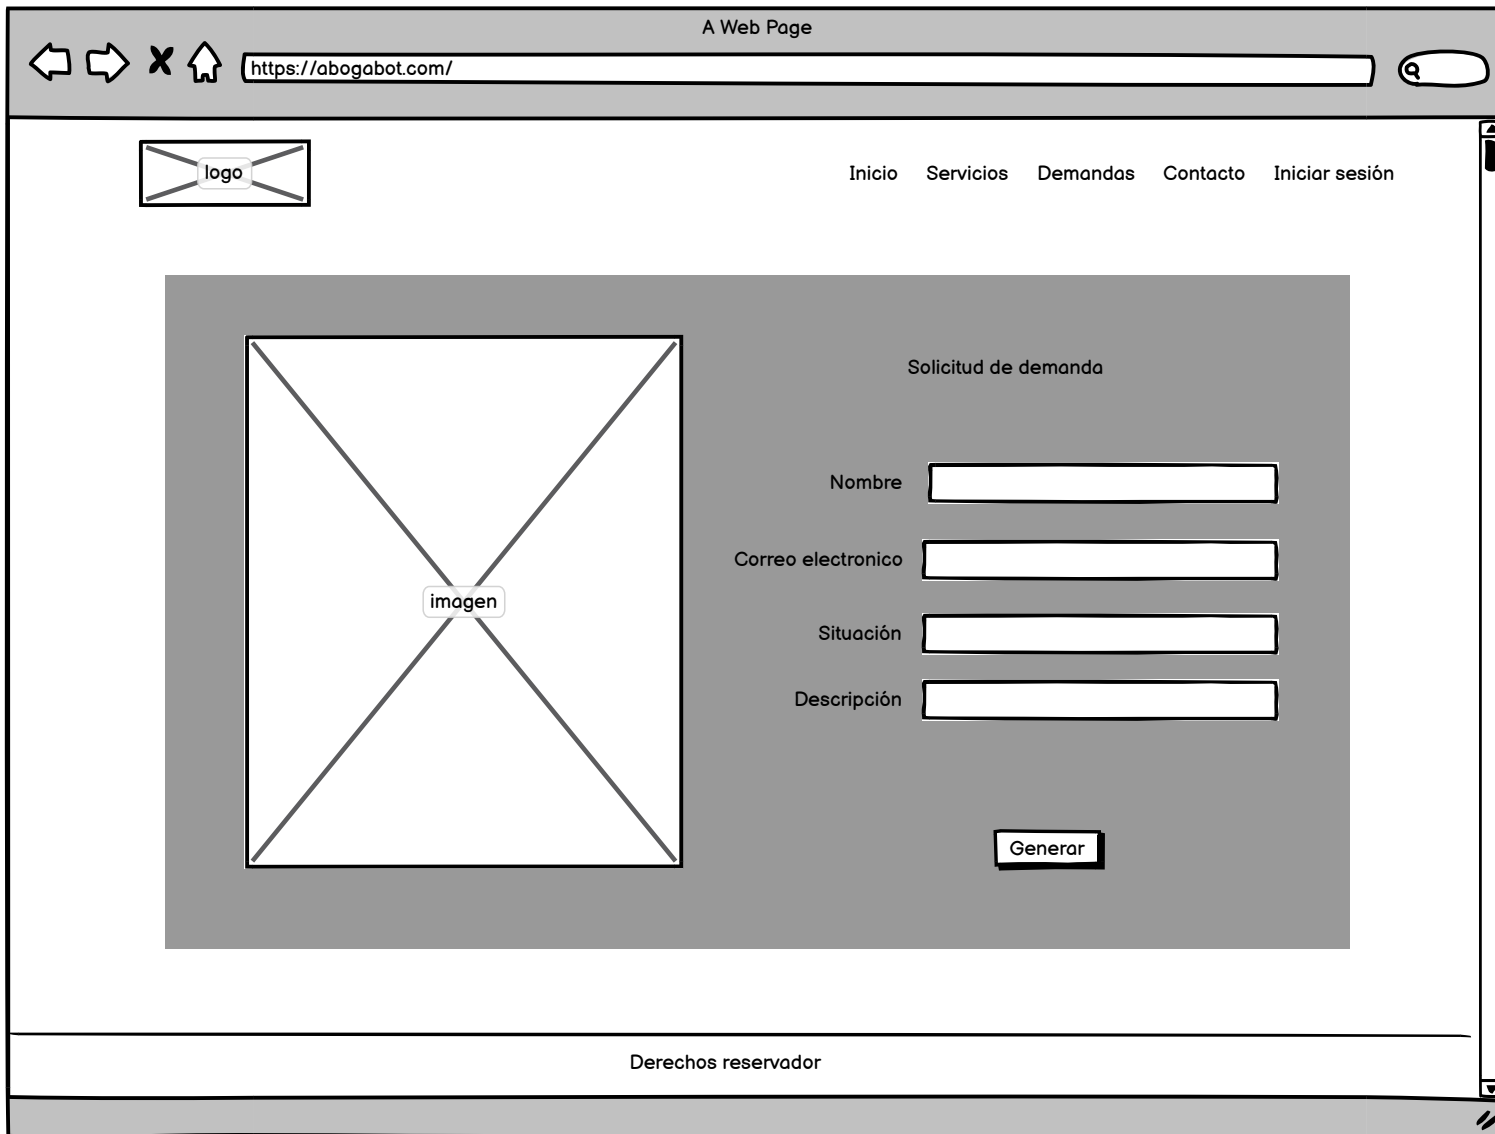 A Web Page
https://abogabot.com/
logo
Inicio Servicios Demandas Contacto Iniciar sesión
Solicitud de demanda
Nombre
Correo electronico
imagen
Situación
Descripción
Generar
Derechos reservador